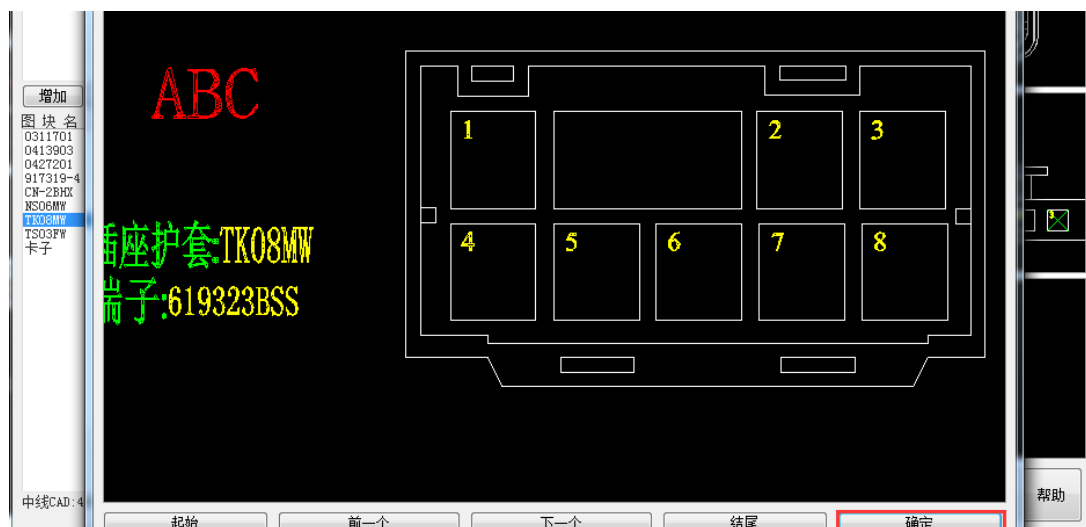 增加
图 块 名
0311701
0413903
0427201
917319-4
CN-2BHX
NS06MW
TK08MW
TS03FW
卡子
中线CAD:4
ABC
插座护套:TK08MW
端子:619323BSS
1
2
3
4
5
6
7
8
3
帮助
起始
前一个
下一个
结尾
确定